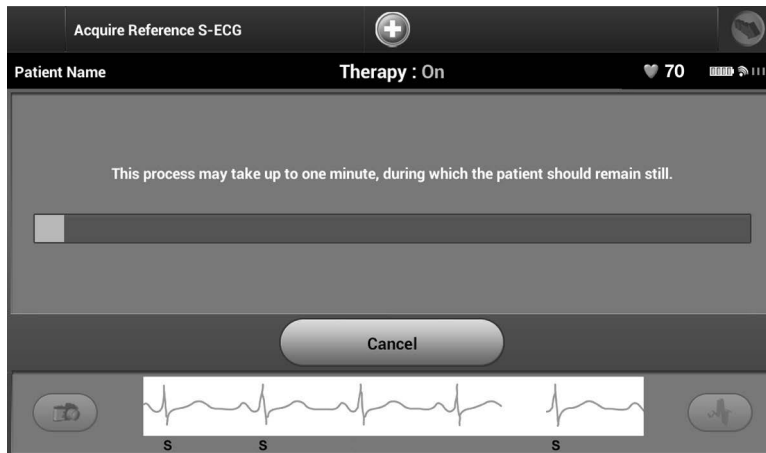 Acquire Reference S-ECG
Patient Name Therapy : On 70
This process may take up to one minute, during which the patient should remain still.
Cancel
S S S